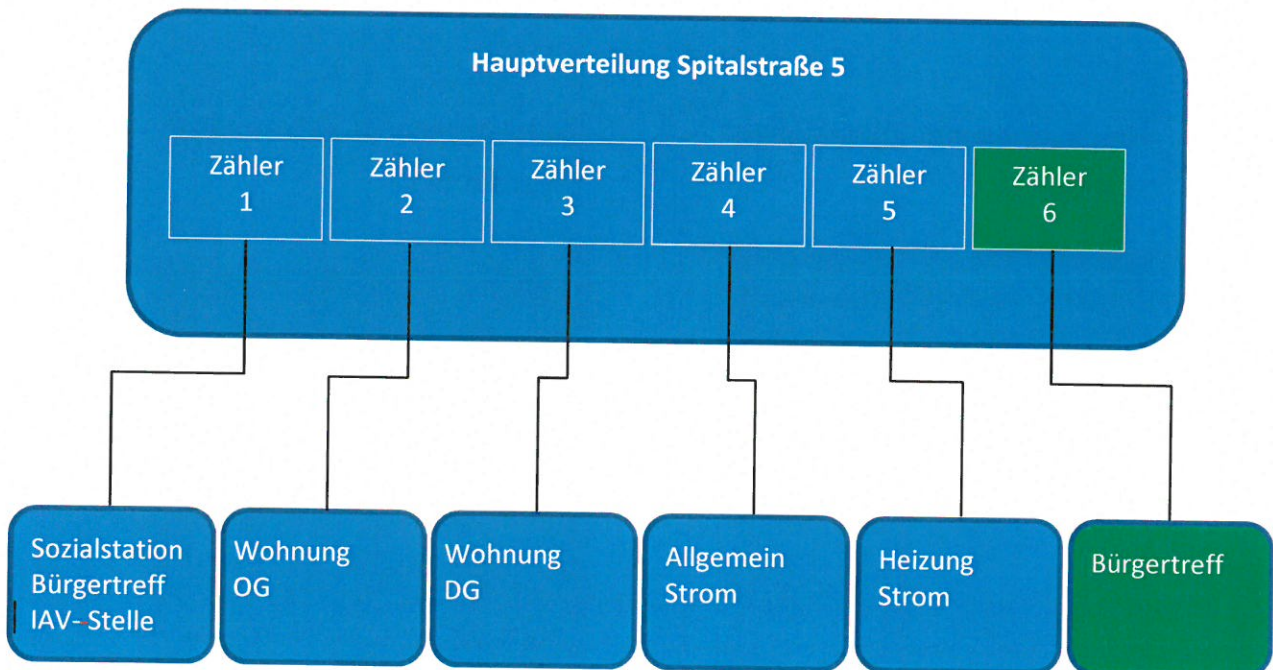 Hauptverteilung Spitalstraße 5
Zähler
1
Zähler
2
Zähler
3
Zähler
4
Zähler
5
Zähler
6
Sozialstation
Bürgertreff
IAV--Stelle
Wohnung
OG
Wohnung
DG
Allgemein
Strom
Heizung
Strom
Bürgertreff